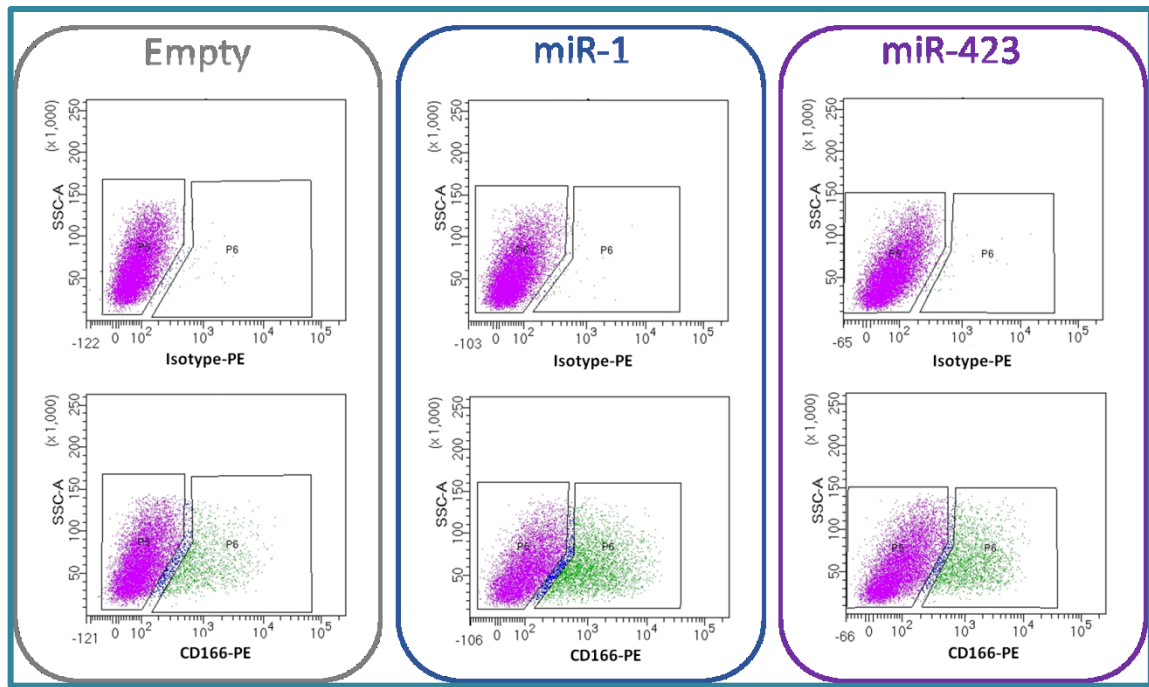 Empty
(x 1,000)
SSC-A
250
200
150
100
50
P5
P6
-122 0 10² 10³ 10⁴ 10⁵
Isotype-PE
(x 1,000)
SSC-A
250
200
150
100
50
P5
P6
-121 0 10² 10³ 10⁴ 10⁵
CD166-PE
miR-1
(x 1,000)
SSC-A
250
200
150
100
50
P6
-103 0 10² 10³ 10⁴ 10⁵
Isotype-PE
(x 1,000)
SSC-A
250
200
150
100
50
P5
P6
-106 0 10² 10³ 10⁴ 10⁵
CD166-PE
miR-423
(x 1,000)
SSC-A
250
200
150
100
50
P5
P6
-65 0 10² 10³ 10⁴ 10⁵
Isotype-PE
(x 1,000)
SSC-A
250
200
150
100
50
P5
P6
-66 0 10² 10³ 10⁴ 10⁵
CD166-PE